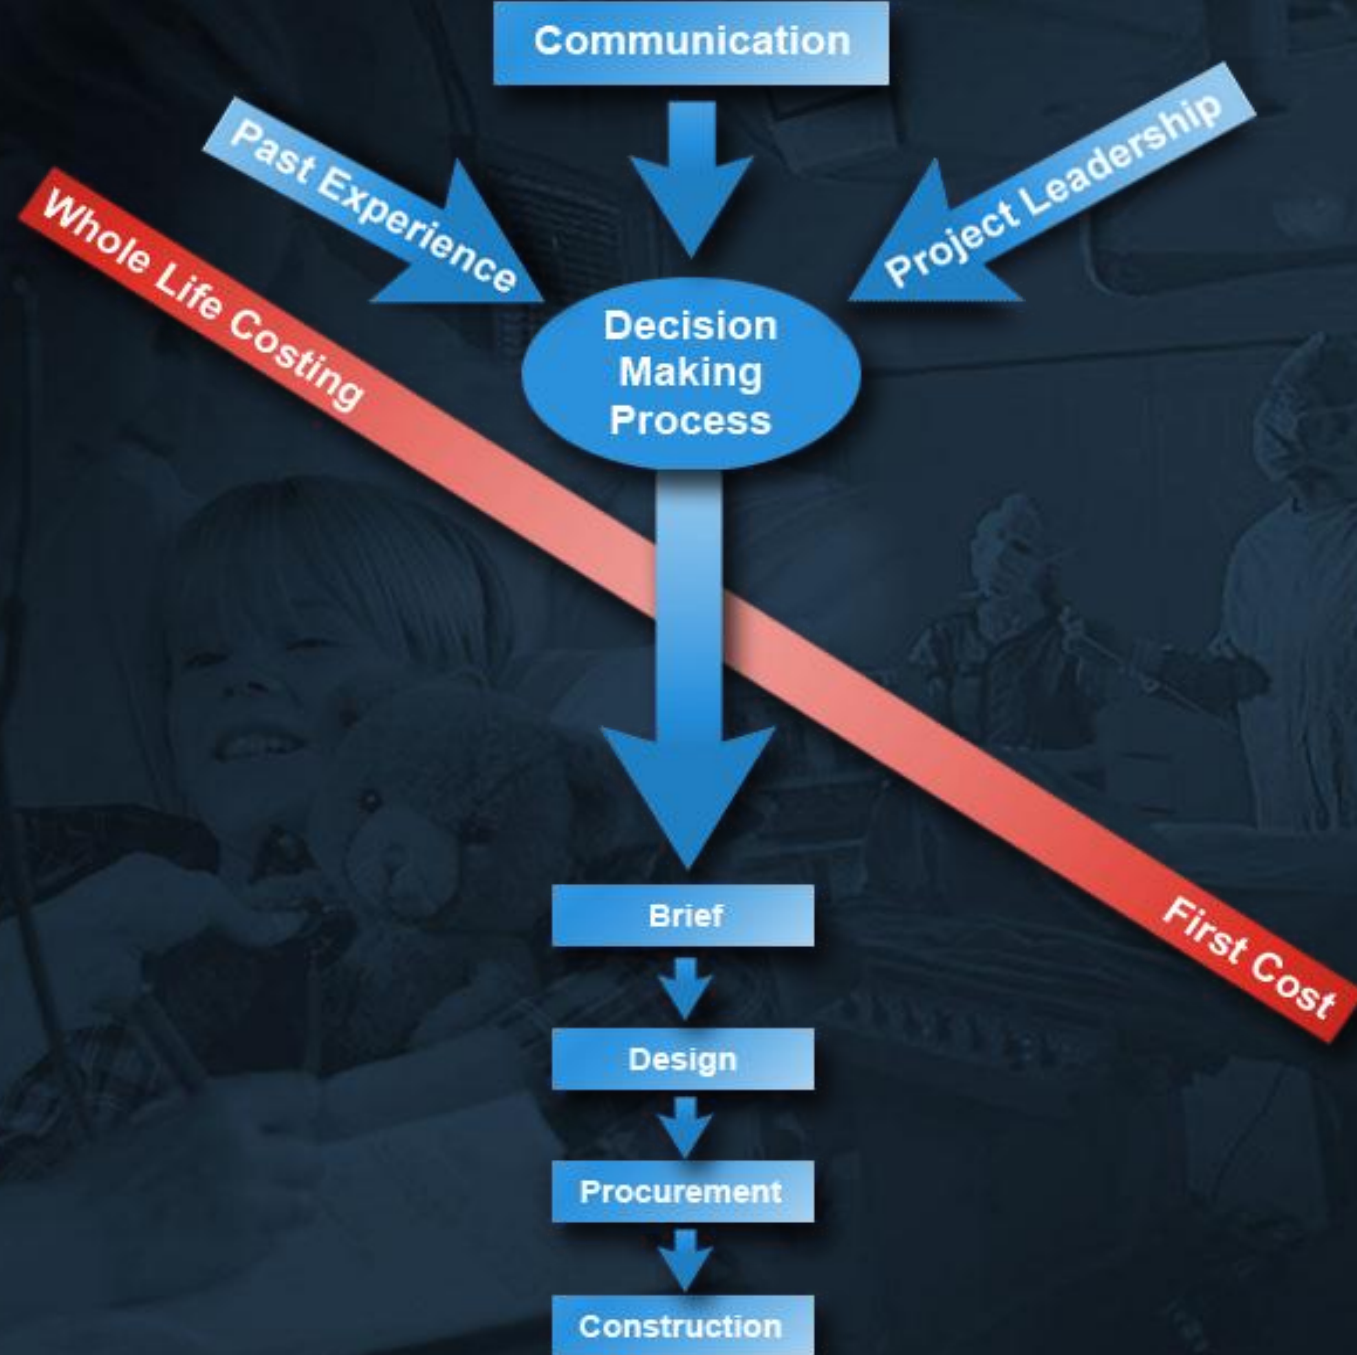 Communication
Past Experience
Project Leadership
Whole Life Costing
Decision
Making
Process
First Cost
Brief
Design
Procurement
Construction